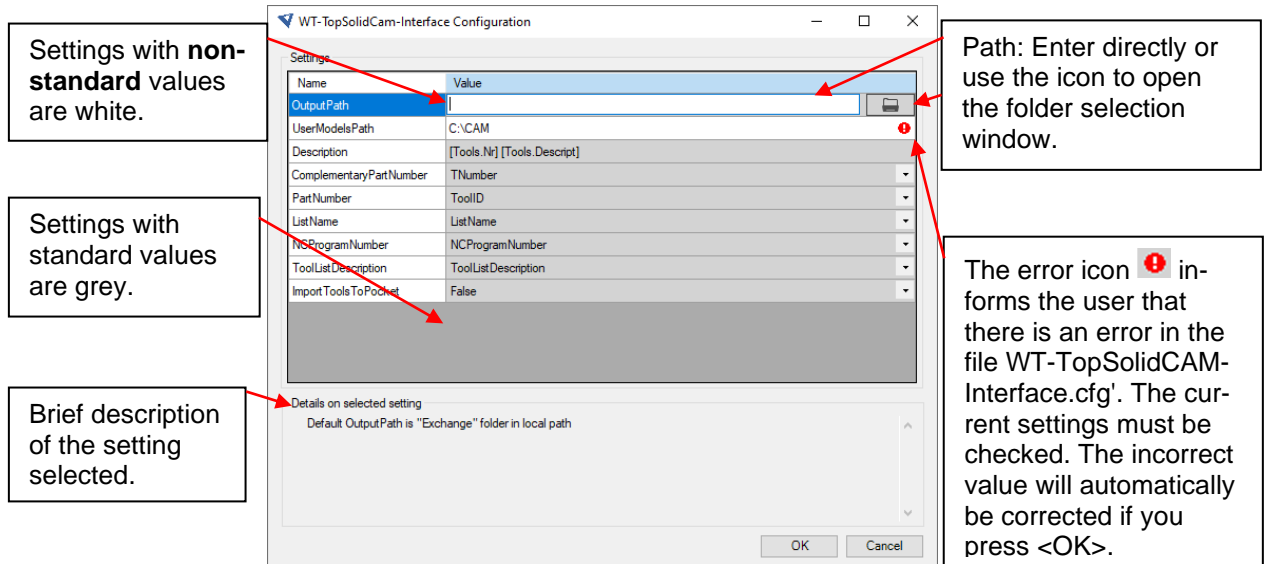 Settings with non-
standard values
are white.
Settings with
standard values
are grey.
Brief description
of the setting
selected.
WT-TopSolidCam-Interface Configuration
Settings
Name Value
OutputPath
UserModelsPath C:\CAM
Description [Tools.Nr] [Tools.Descript]
ComplementaryPartNumber TNumber
PartNumber ToolID
ListName ListName
NCProgramNumber NCProgramNumber
ToolListDescription ToolListDescription
ImportToolsToPocket False
Details on selected setting
Default OutputPath is "Exchange" folder in local path
OK Cancel
Path: Enter directly or
use the icon to open
the folder selection
window.
The error icon in-
forms the user that
there is an error in the
file WT-TopSolidCAM-
Interface.cfg'. The cur-
rent settings must be
checked. The incorrect
value will automatically
be corrected if you
press <OK>.